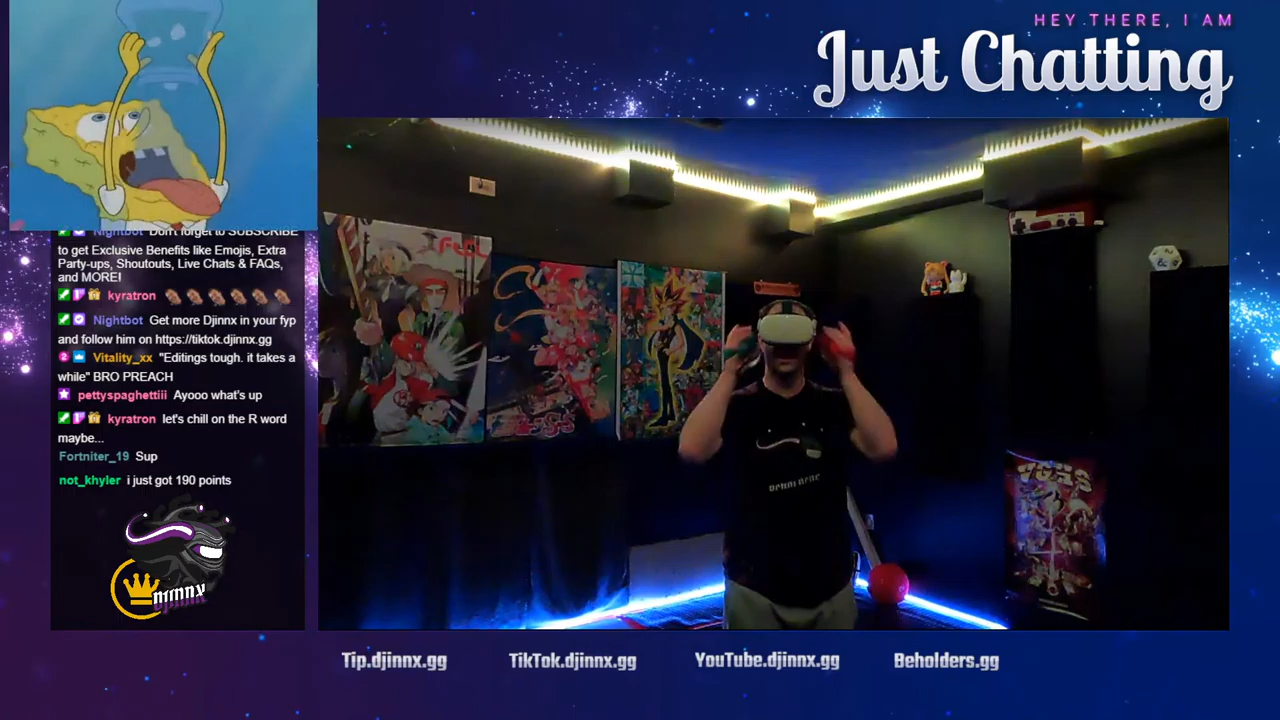 HEY THERE, I AM
Just Chatting
Nightbot Don't forget to SUBSCRIBE
to get Exclusive Benefits like Emojis, Extra
Party-ups, Shoutouts, Live Chats & FAQs,
and MORE!
kyratron
Nightbot Get more Djinnx in your fyp
and follow him on https://tiktok.djinnx.gg
2 Vitality_xx "Editings tough. it takes a
while" BRO PREACH
pettyspaghettiii Ayooo what's up
kyratron let's chill on the R word
maybe...
Fortniter_19 Sup
not_khyler i just got 190 points
DJINNX
FLCL
VGHS
Tip.djinnx.gg
TikTok.djinnx.gg
YouTube.djinnx.gg
Beholders.gg